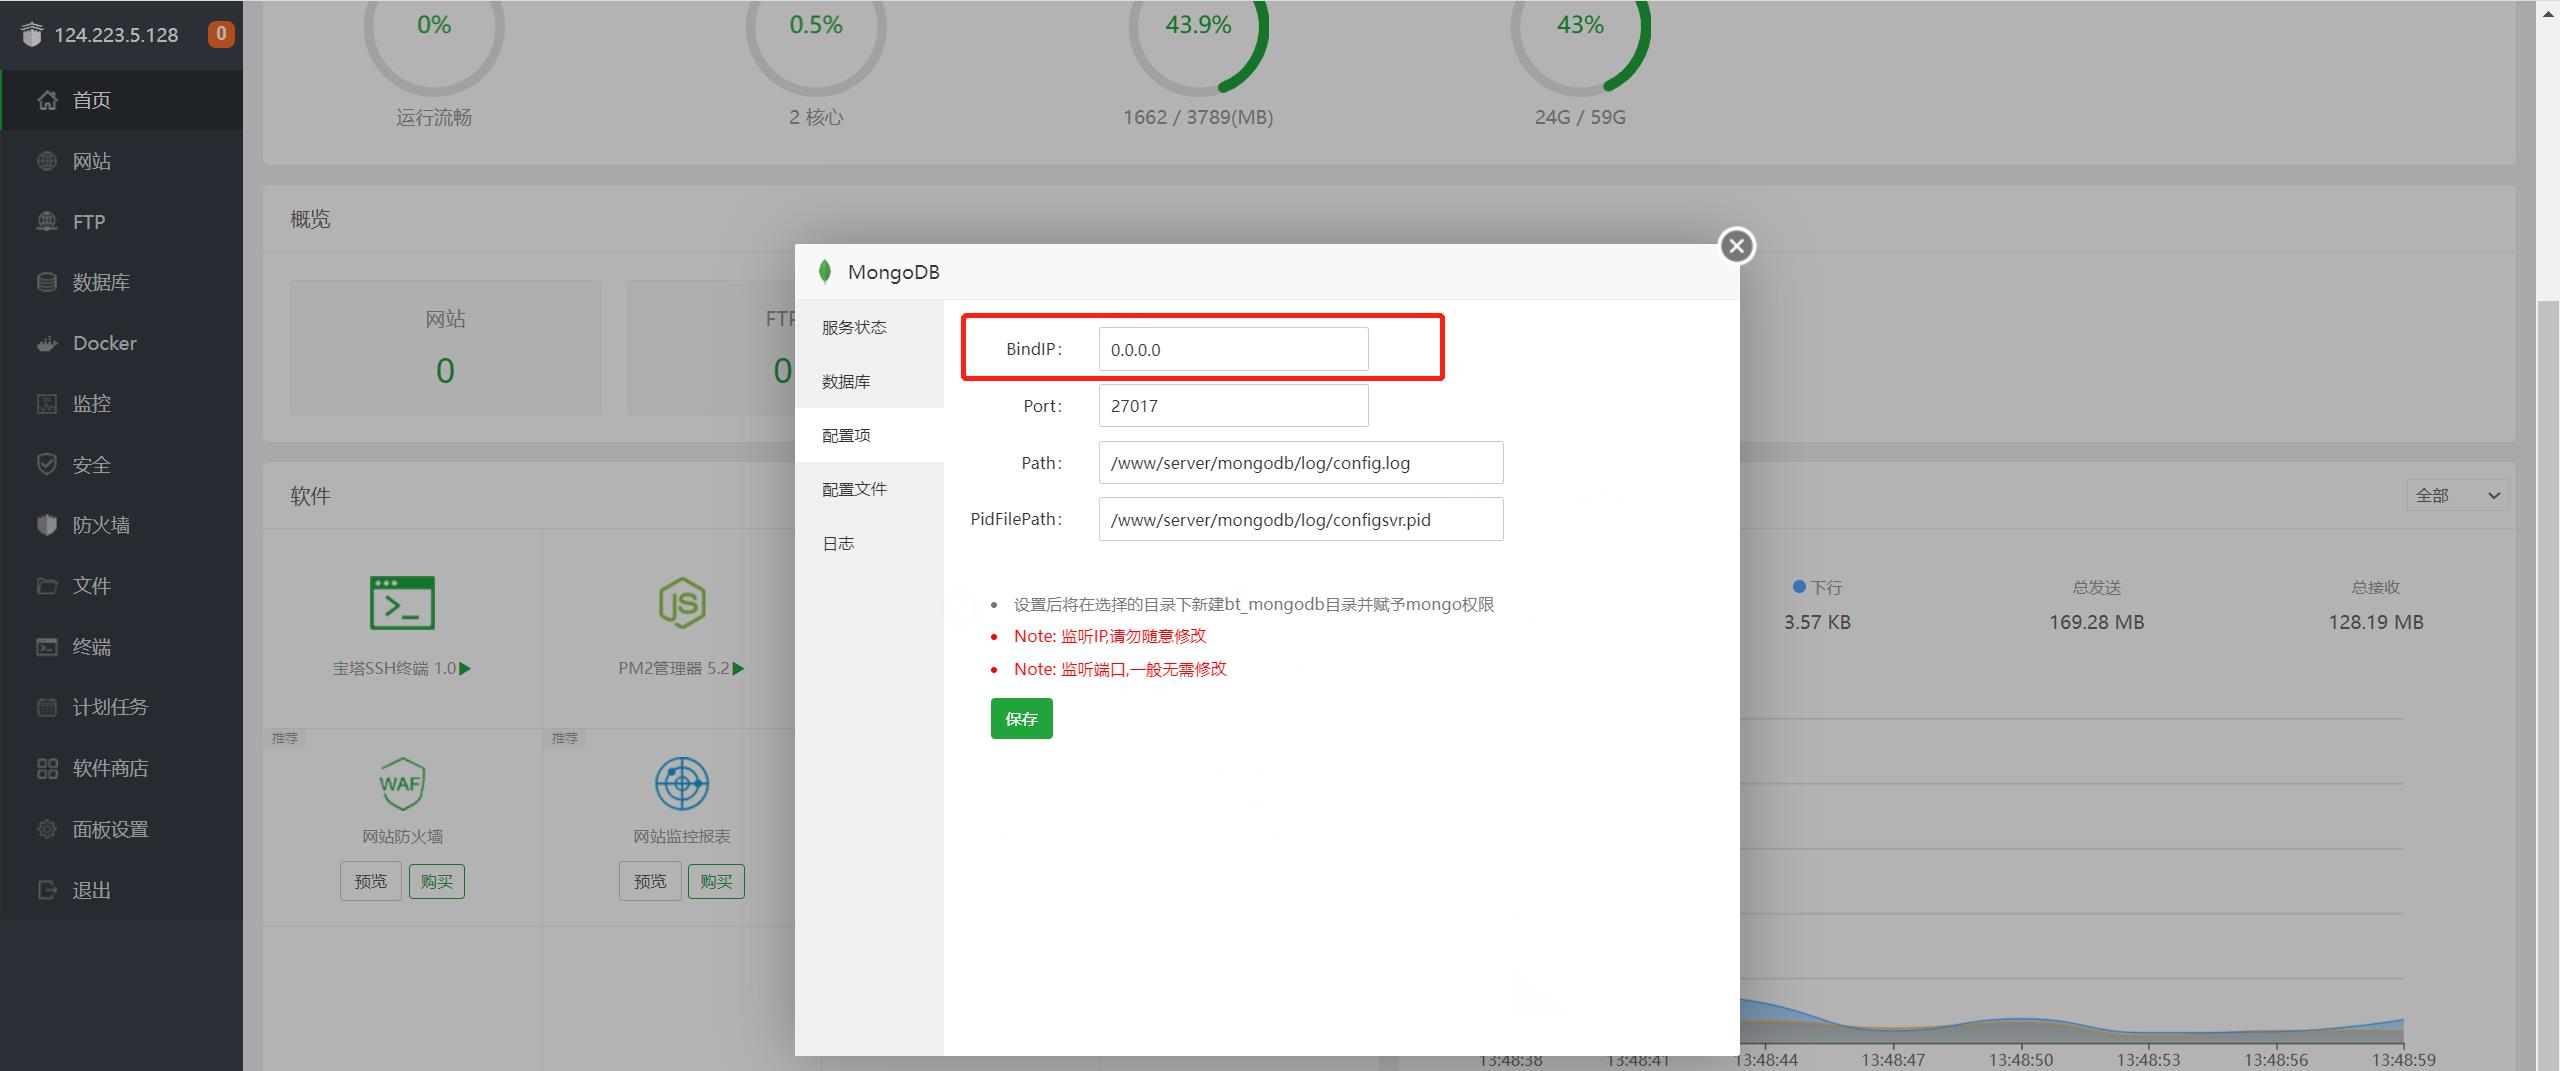 124.223.5.128 0
首页
网站
FTP
数据库
Docker
监控
安全
防火墙
文件
终端
计划任务
软件商店
面板设置
退出
0% 0.5% 43.9% 43%
运行流畅 2 核心 1662 / 3789(MB) 24G / 59G
概览
网站
0
FTP
0
软件
宝塔SSH终端 1.0
PM2管理器 5.2
推荐
WAF
网站防火墙
预览 购买
推荐
网站监控报表
预览 购买
MongoDB
服务状态
数据库
配置项
配置文件
日志
BindIP: 0.0.0.0
Port: 27017
Path: /www/server/mongodb/log/config.log
PidFilePath: /www/server/mongodb/log/configsvr.pid
设置后将在选择的目录下新建bt_mongodb目录并赋予mongo权限
Note: 监听IP,请勿随意修改
Note: 监听端口,一般无需修改
保存
全部
下行 总发送 总接收
3.57 KB 169.28 MB 128.19 MB
13:48:38 13:48:41 13:48:44 13:48:47 13:48:50 13:48:53 13:48:56 13:48:59